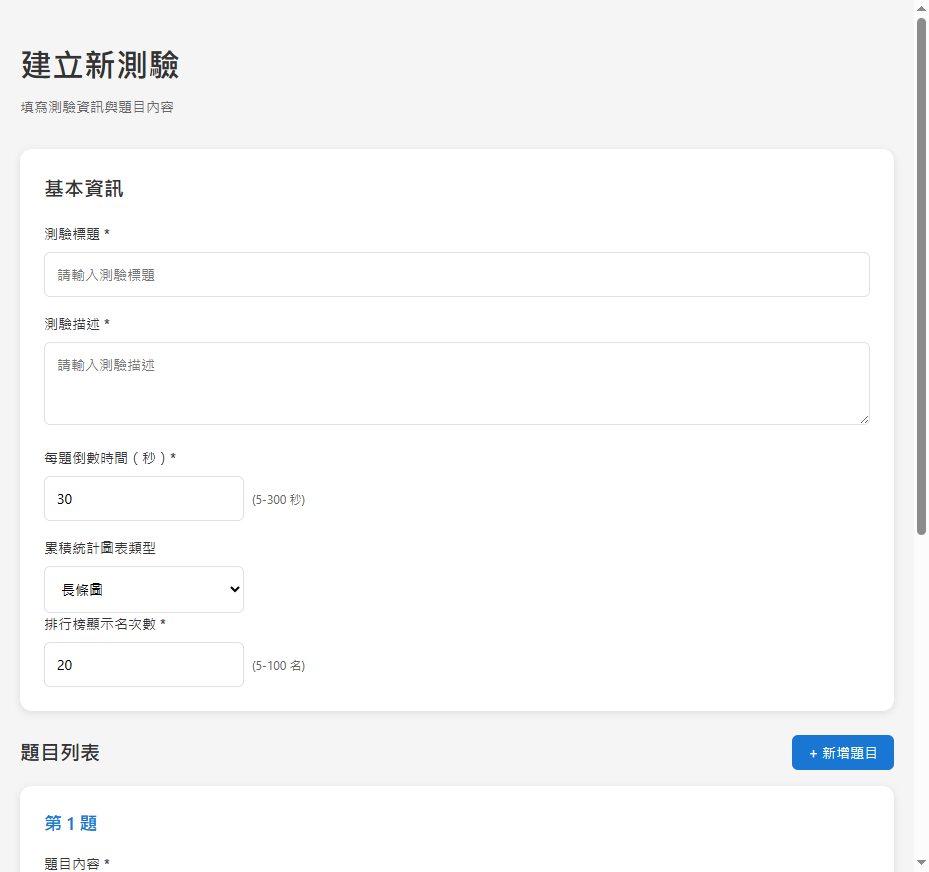 建立新測驗
填寫測驗資訊與題目內容
基本資訊
測驗標題 *
請輸入測驗標題
測驗描述 *
請輸入測驗描述
每題倒數時間（秒）*
30 (5-300 秒)
累積統計圖表類型
長條圖
排行榜顯示名次數 *
20 (5-100 名)
題目列表
+ 新增題目
第 1 題
題目內容 *